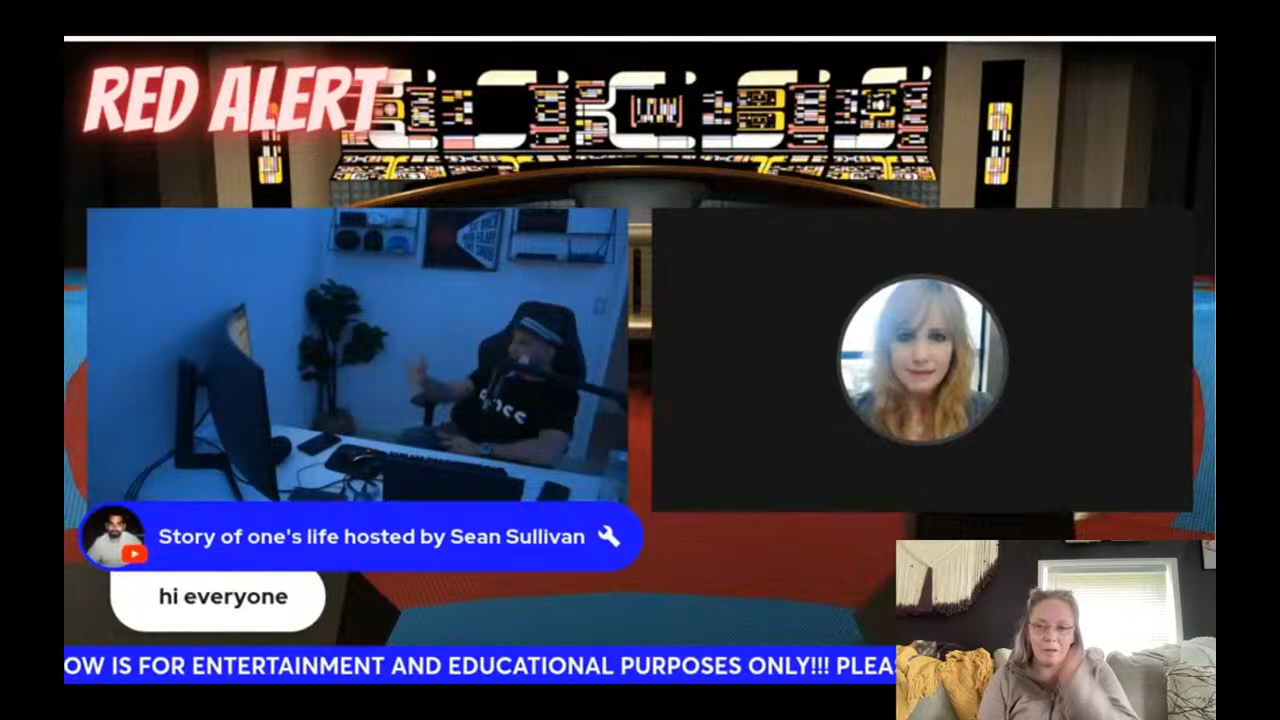 RED ALERT
Story of one's life hosted by Sean Sullivan
hi everyone
OW IS FOR ENTERTAINMENT AND EDUCATIONAL PURPOSES ONLY!!! PLEA